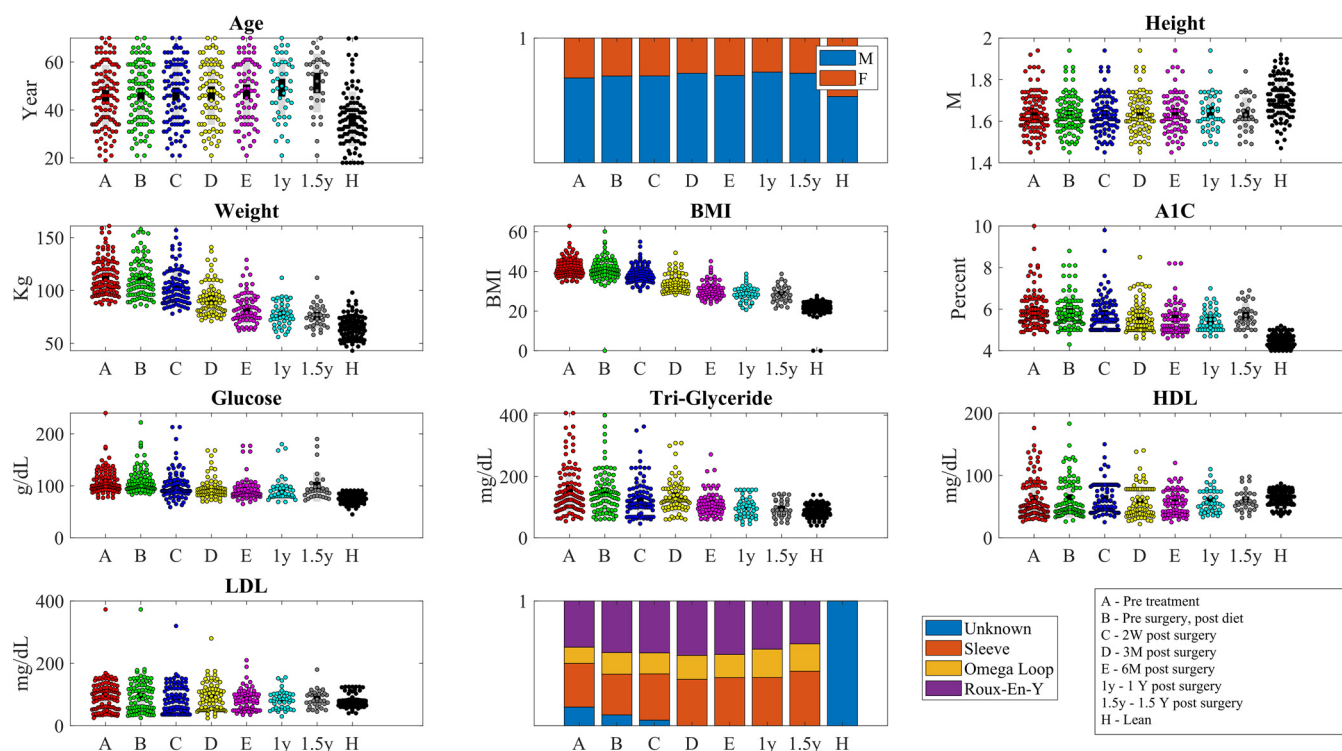 Age
Year
60
40
20
A B C D E 1y 1.5y H
1
M
F
A B C D E 1y 1.5y H
Height
M
2
1.8
1.6
1.4
A B C D E 1y 1.5y H
Weight
Kg
150
100
50
A B C D E 1y 1.5y H
BMI
BMI
60
40
20
0
A B C D E 1y 1.5y H
A1C
Percent
10
8
6
4
A B C D E 1y 1.5y H
Glucose
g/dL
200
100
0
A B C D E 1y 1.5y H
Tri-Glyceride
mg/dL
400
200
0
A B C D E 1y 1.5y H
HDL
mg/dL
200
100
0
A B C D E 1y 1.5y H
LDL
mg/dL
400
200
0
A B C D E 1y 1.5y H
1
A B C D E 1y 1.5y H
Unknown
Sleeve
Omega Loop
Roux-En-Y
A - Pre treatment
B - Pre surgery, post diet
C - 2W post surgery
D - 3M post surgery
E - 6M post surgery
1y - 1 Y post surgery
1.5y - 1.5 Y post surgery
H - Lean